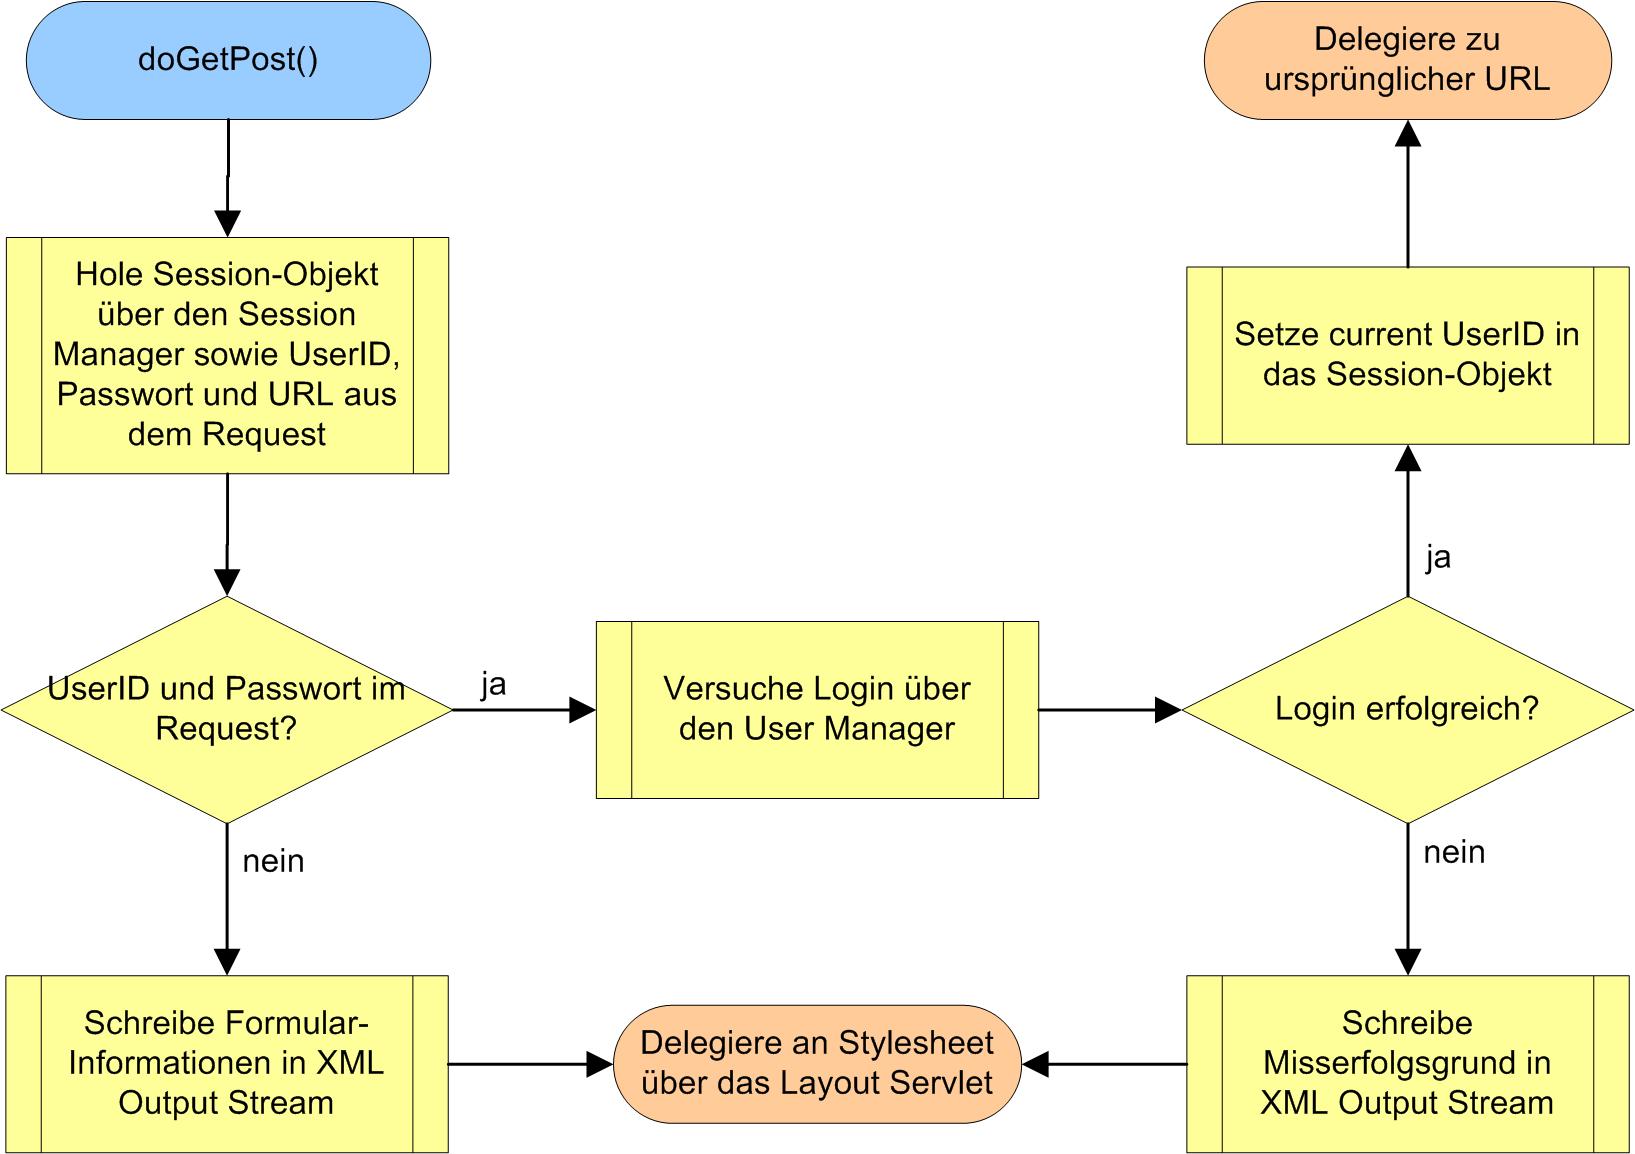 doGetPost()
Hole Session-Objekt
über den Session
Manager sowie UserID,
Passwort und URL aus
dem Request
UserID und Passwort im
Request?
ja
nein
Versuche Login über
den User Manager
Login erfolgreich?
ja
nein
Setze current UserID in
das Session-Objekt
Delegiere zu
ursprünglicher URL
Schreibe Formular-
Informationen in XML
Output Stream
Delegiere an Stylesheet
über das Layout Servlet
Schreibe
Misserfolgsgrund in
XML Output Stream